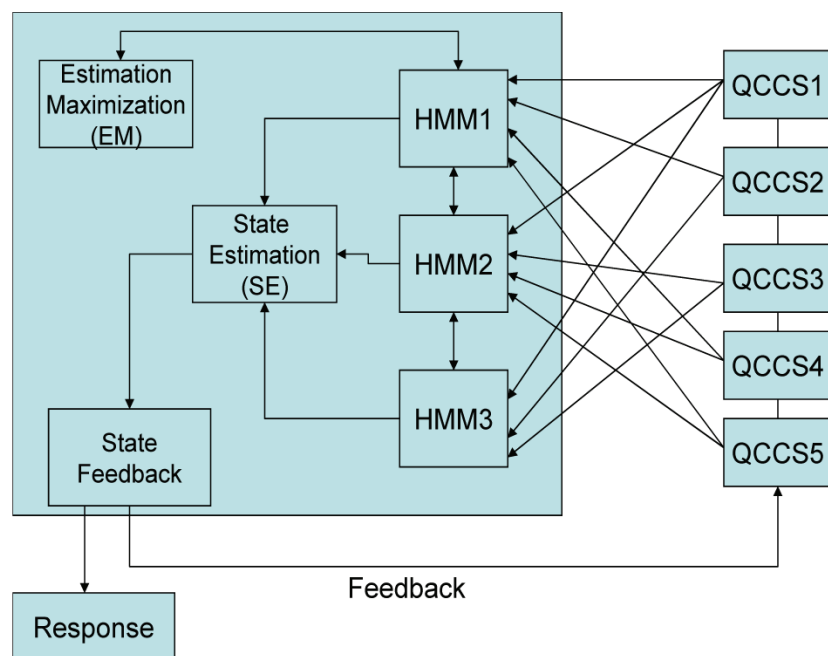 Estimation
Maximization
(EM)
HMM1
QCCS1
QCCS2
State
Estimation
(SE)
HMM2
QCCS3
QCCS4
HMM3
QCCS5
State
Feedback
Feedback
Response